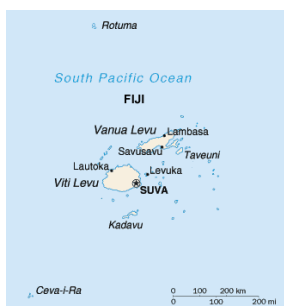 Rotuma
South Pacific Ocean
FIJI
Vanua Levu
Lambasa
Savusavu
Taveuni
Lautoka
Levuka
Viti Levu
SUVA
Kadavu
Ceva-i-Ra
0 100 200 km
0 100 200 mi